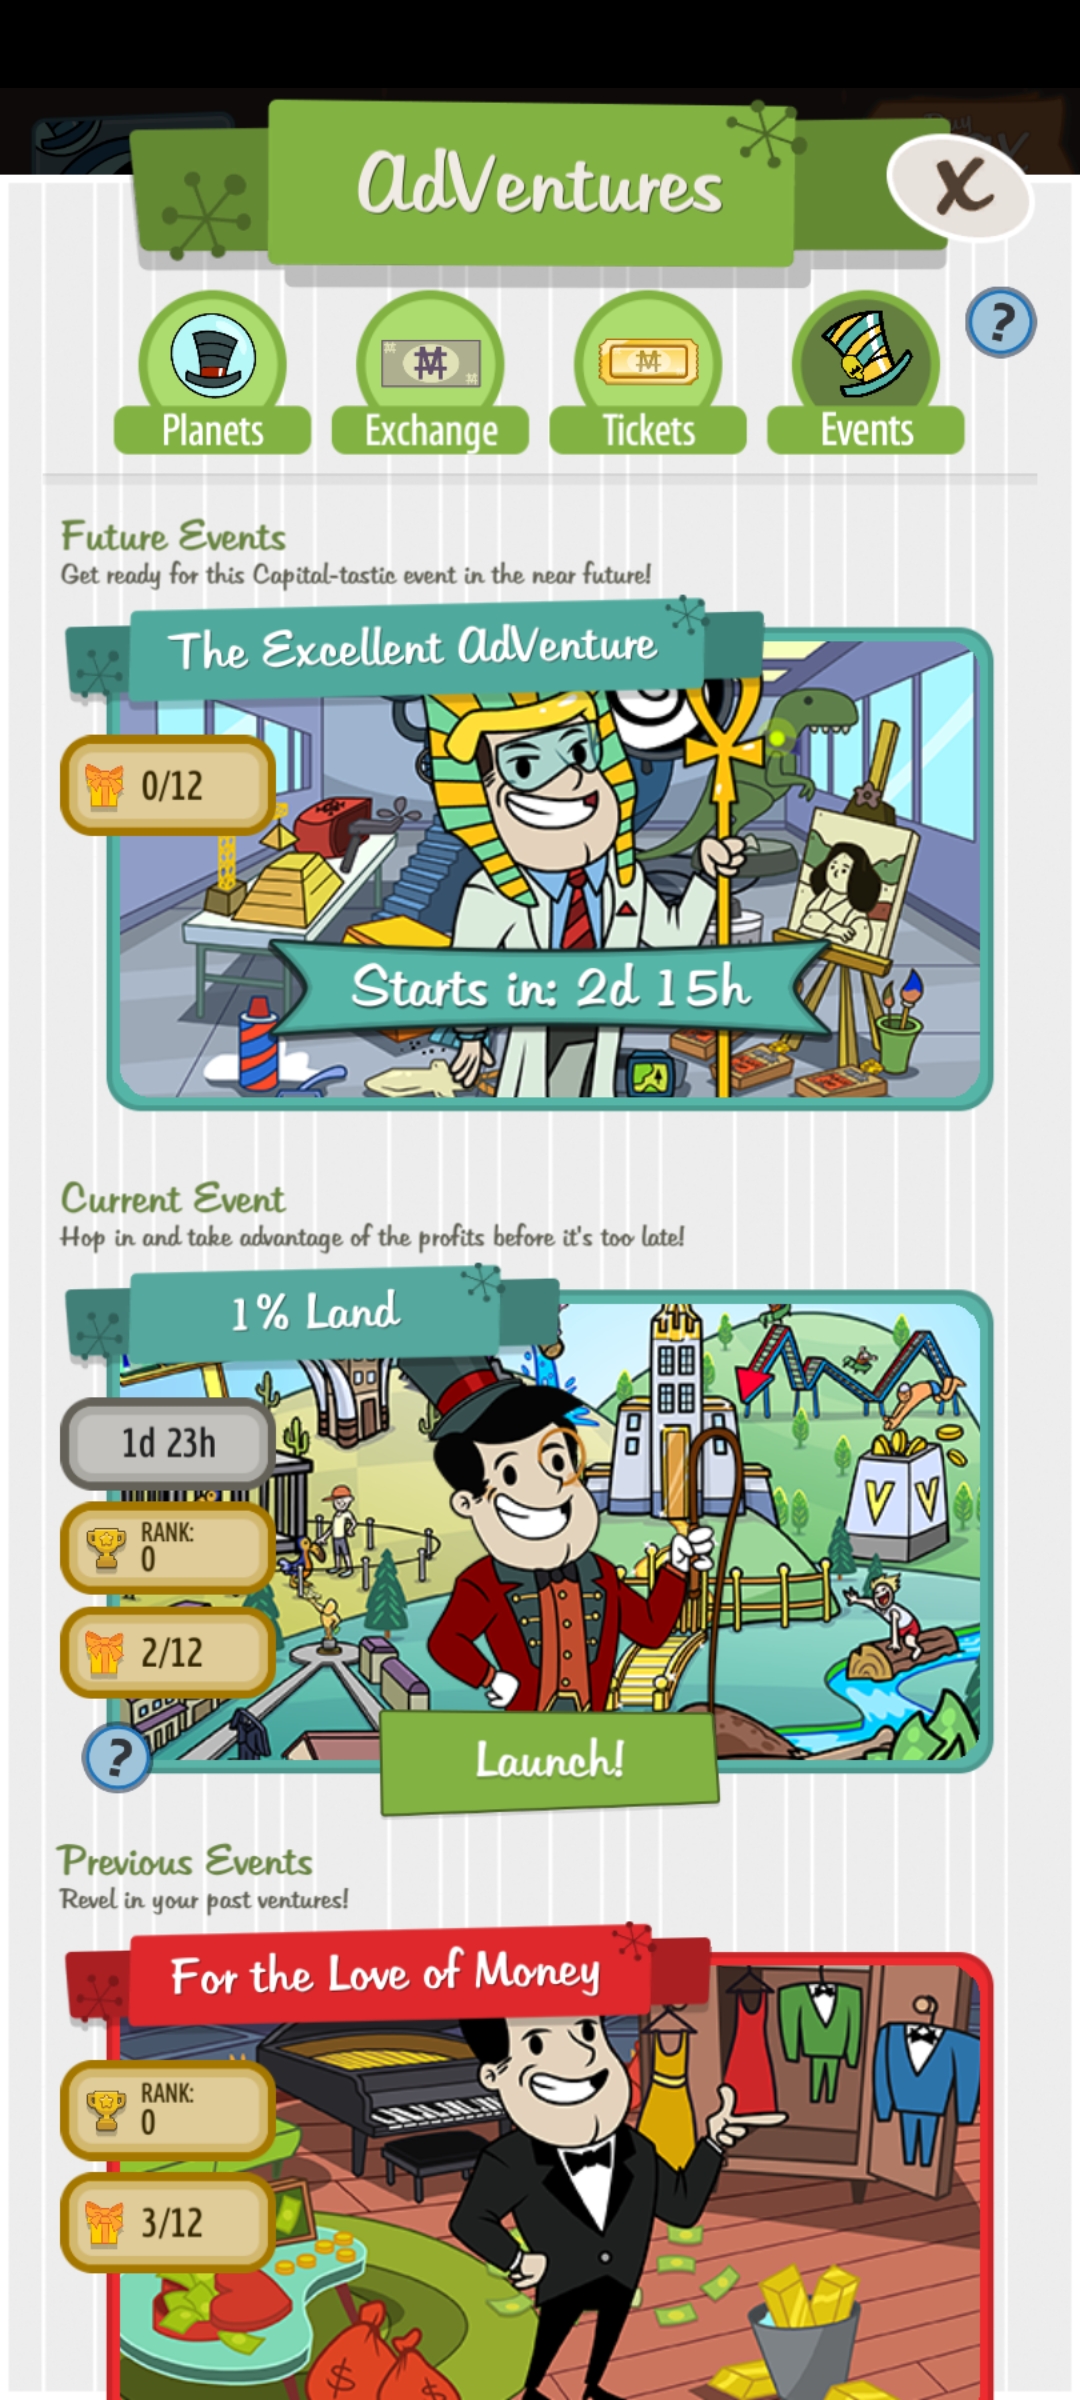 AdVentures
X
?
Planets
Exchange
Tickets
Events
Future Events
Get ready for this Capital-tastic event in the near future!
The Excellent AdVenture
0/12
Starts in: 2d 15h
Current Event
Hop in and take advantage of the profits before it's too late!
1% Land
1d 23h
RANK:
0
2/12
?
Launch!
Previous Events
Revel in your past ventures!
For the Love of Money
RANK:
0
3/12
$
$